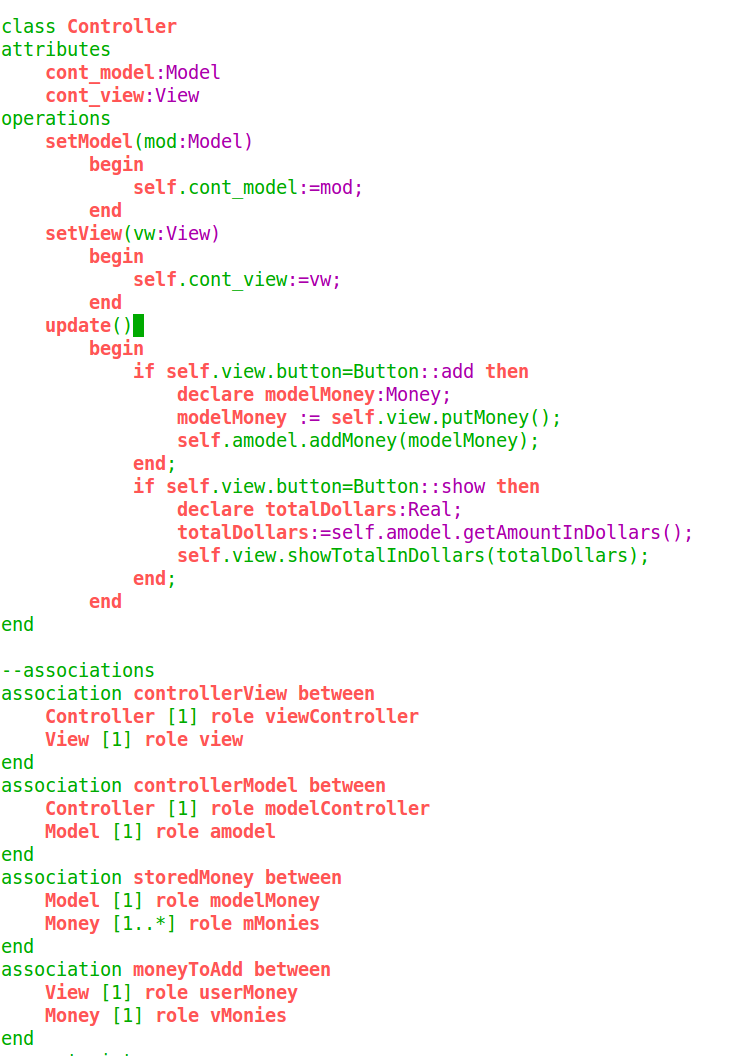 class Controller
attributes
    cont_model:Model
    cont_view:View
operations
    setModel(mod:Model)
        begin
            self.cont_model:=mod;
        end
    setView(vw:View)
        begin
            self.cont_view:=vw;
        end
    update()
        begin
            if self.view.button=Button::add then
                declare modelMoney:Money;
                modelMoney := self.view.putMoney();
                self.amodel.addMoney(modelMoney);
            end;
            if self.view.button=Button::show then
                declare totalDollars:Real;
                totalDollars:=self.amodel.getAmountInDollars();
                self.view.showTotalInDollars(totalDollars);
            end;
        end
end

--associations
association controllerView between
    Controller [1] role viewController
    View [1] role view
end
association controllerModel between
    Controller [1] role modelController
    Model [1] role amodel
end
association storedMoney between
    Model [1] role modelMoney
    Money [1..*] role mMonies
end
association moneyToAdd between
    View [1] role userMoney
    Money [1] role vMonies
end